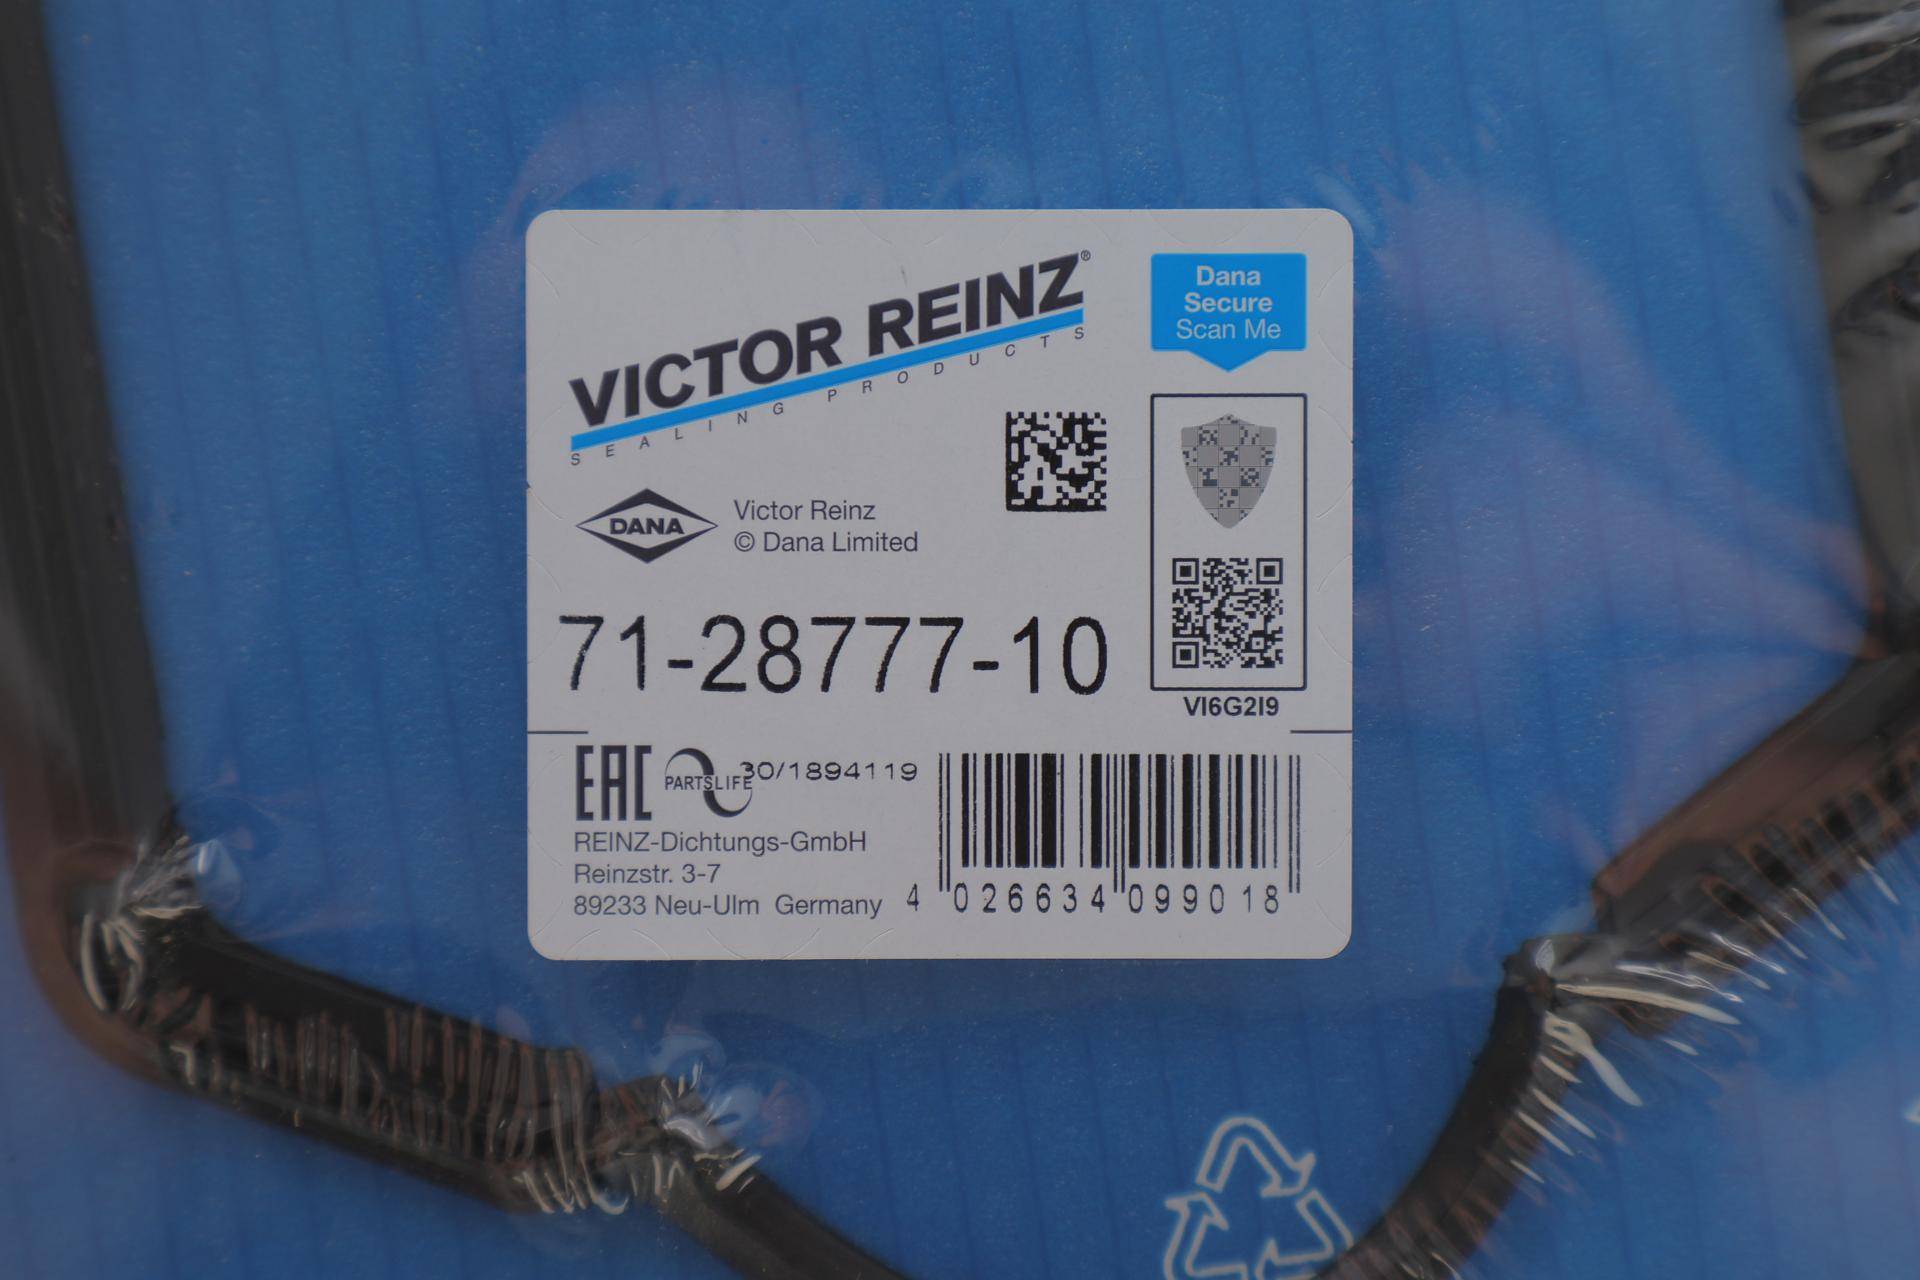 VICTOR REINZ®
SEALING PRODUCTS
Dana
Secure
Scan Me
DANA
Victor Reinz
© Dana Limited
71-28777-10
VI6G2I9
EAC
PARTSLIFE
30/1894119
REINZ-Dichtungs-GmbH
Reinzstr. 3-7
89233 Neu-Ulm Germany
4 026634 099018